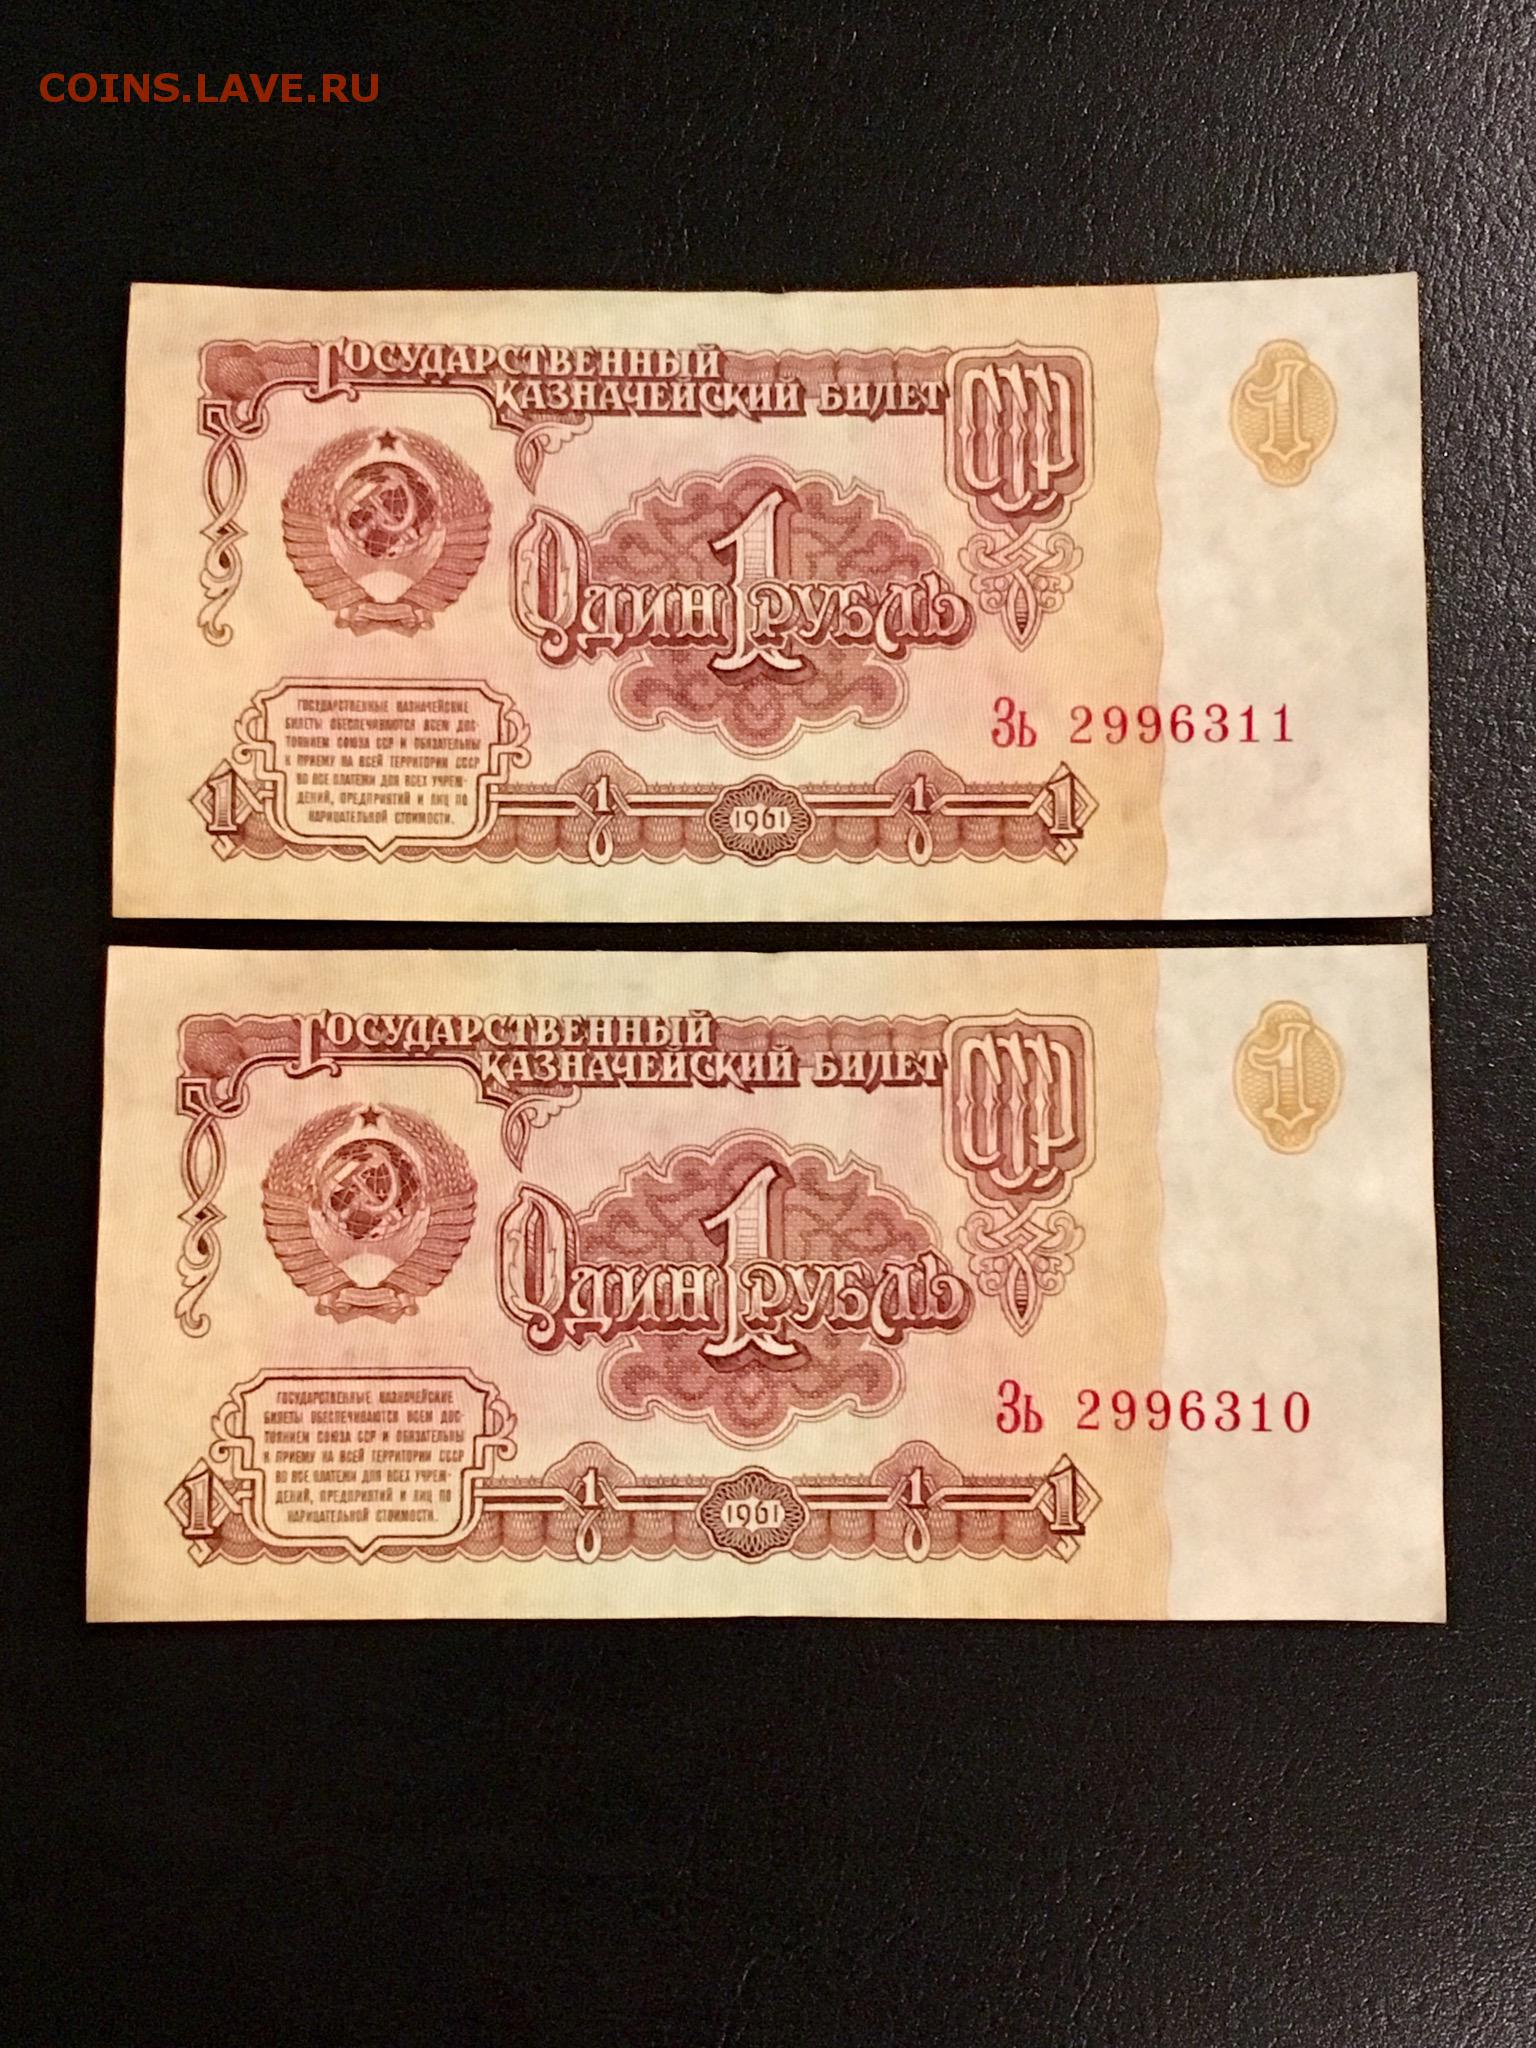 COINS.LAVE.RU
ГОСУДАРСТВЕННЫЙ
КАЗНАЧЕЙСКИЙ БИЛЕТ
СССР
1
1
ОДИН РУБЛЬ
ГОСУДАРСТВЕННЫЕ КАЗНАЧЕЙСКИЕ
БИЛЕТЫ ОБЕСПЕЧИВАЮТСЯ ВСЕМ ДОС-
ТОЯНИЕМ СОЮЗА ССР И ОБЯЗАТЕЛЬНЫ
К ПРИЕМУ НА ВСЕЙ ТЕРРИТОРИИ СССР
ВО ВСЕ ПЛАТЕЖИ ДЛЯ ВСЕХ УЧРЕЖ-
ДЕНИЙ, ПРЕДПРИЯТИЙ И ЛИЦ ПО
НАРИЦАТЕЛЬНОЙ СТОИМОСТИ.
Зь 2996311
1 1 1961 1 1
ГОСУДАРСТВЕННЫЙ
КАЗНАЧЕЙСКИЙ БИЛЕТ
СССР
1
1
ОДИН РУБЛЬ
ГОСУДАРСТВЕННЫЕ КАЗНАЧЕЙСКИЕ
БИЛЕТЫ ОБЕСПЕЧИВАЮТСЯ ВСЕМ ДОС-
ТОЯНИЕМ СОЮЗА ССР И ОБЯЗАТЕЛЬНЫ
К ПРИЕМУ НА ВСЕЙ ТЕРРИТОРИИ СССР
ВО ВСЕ ПЛАТЕЖИ ДЛЯ ВСЕХ УЧРЕЖ-
ДЕНИЙ, ПРЕДПРИЯТИЙ И ЛИЦ ПО
НАРИЦАТЕЛЬНОЙ СТОИМОСТИ.
Зь 2996310
1 1 1961 1 1